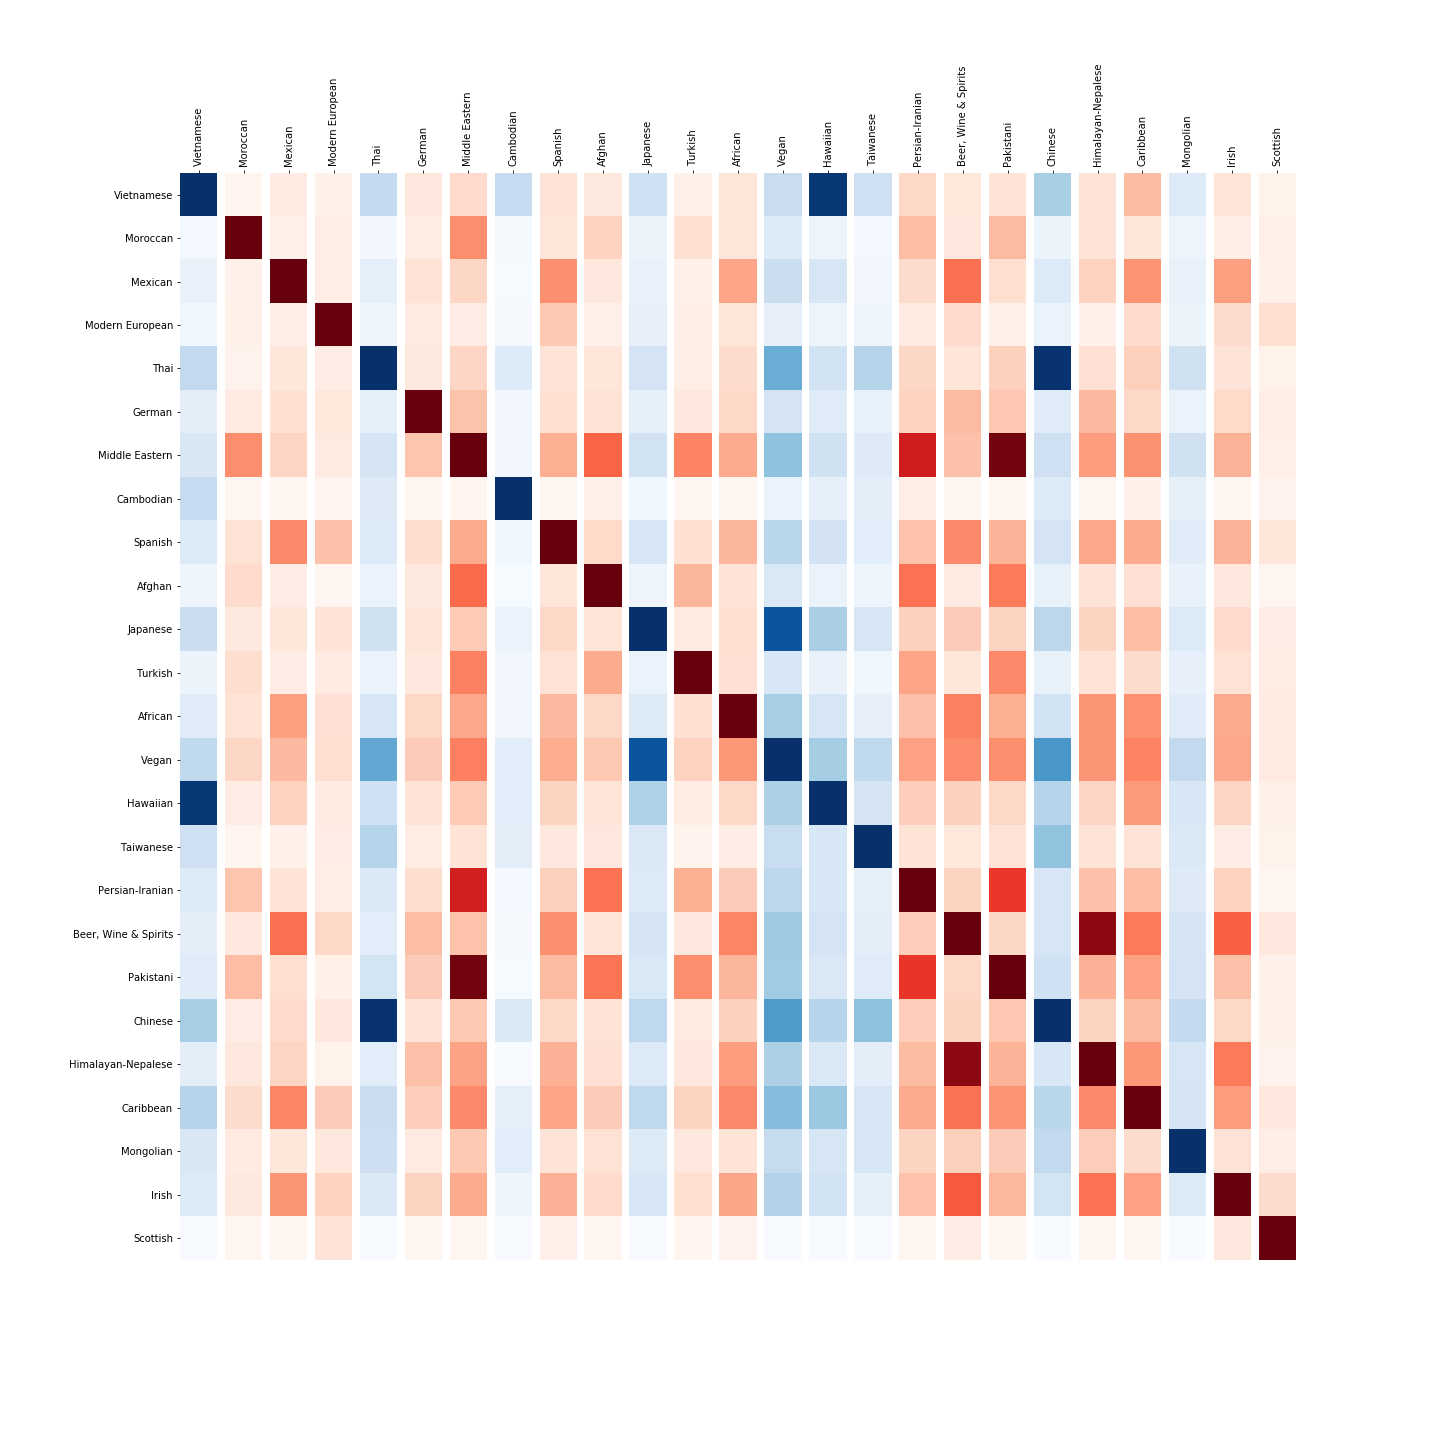 Vietnamese
Moroccan
Mexican
Modern European
Thai
German
Middle Eastern
Cambodian
Spanish
Afghan
Japanese
Turkish
African
Vegan
Hawaiian
Taiwanese
Persian-Iranian
Beer, Wine & Spirits
Pakistani
Chinese
Himalayan-Nepalese
Caribbean
Mongolian
Irish
Scottish
Vietnamese
Moroccan
Mexican
Modern European
Thai
German
Middle Eastern
Cambodian
Spanish
Afghan
Japanese
Turkish
African
Vegan
Hawaiian
Taiwanese
Persian-Iranian
Beer, Wine & Spirits
Pakistani
Chinese
Himalayan-Nepalese
Caribbean
Mongolian
Irish
Scottish